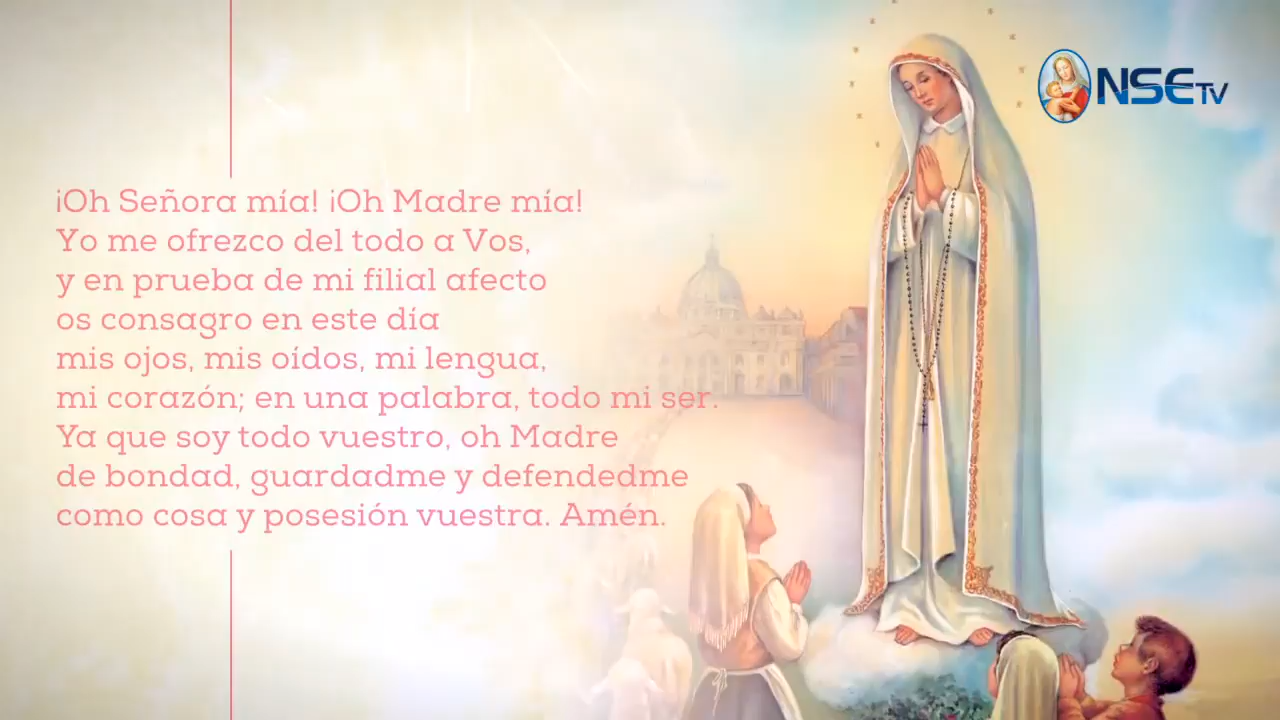 ¡Oh Señora mía! ¡Oh Madre mía!
Yo me ofrezco del todo a Vos,
y en prueba de mi filial afecto
os consagro en este día
mis ojos, mis oídos, mi lengua,
mi corazón; en una palabra, todo mi ser.
Ya que soy todo vuestro, oh Madre
de bondad, guardadme y defendedme
como cosa y posesión vuestra. Amén.
NSE TV